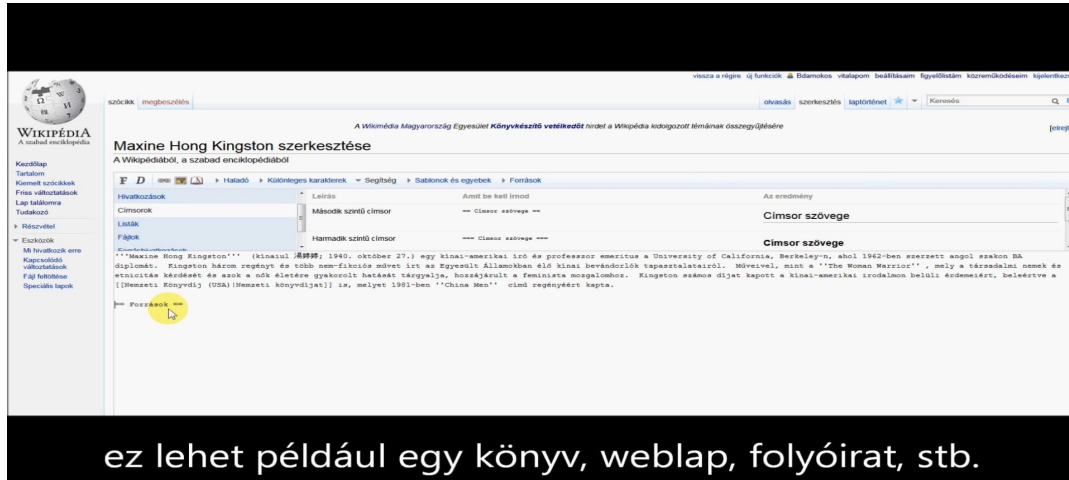 vissza a régire új funkciók Bdamokos vitalapom beállításaim figyelőlistám közreműködéseim kijelentkezé
szócikk megbeszélés olvasás szerkesztés laptörténet Keresés
WIKIPÉDIA
A szabad enciklopédia
A Wikimédia Magyarország Egyesület Könyvkészítő vetélkedőt hirdet a Wikipédia kidolgozott témáinak összegyűjtésére
[elrejt
Maxine Hong Kingston szerkesztése
A Wikipédiából, a szabad enciklopédiából
Kezdőlap
Tartalom
Kiemelt szócikkek
Friss változtatások
Lap találomra
Tudakozó
Részvétel
Eszközök
Mi hivatkozik erre
Kapcsolódó
változtatások
Fájl feltöltése
Speciális lapok
F D Haladó Különleges karakterek Segítség Sablonok és egyebek Források
Hivatkozások Leírás Amit be kell írnod Az eredmény
Címsorok Második szintű címsor == Címsor szövege == Címsor szövege
Listák
Fájlok Harmadik szintű címsor === Címsor szövege === Címsor szövege
'''Maxine Hong Kingston''' (kínaiul 湯婷婷; 1940. október 27.) egy kínai-amerikai író és professzor emeritus a University of California, Berkeley-n, ahol 1962-ben szerzett angol szakon BA
diplomát. Kingston három regényt és több nem-fikciós művet írt az Egyesült Államokban élő kínai bevándorlók tapasztalatairól. Műveivel, mint a ''The Woman Warrior'' , mely a társadalmi nemek és
etnicitás kérdését és azok a nők életére gyakorolt hatását tárgyalja, hozzájárult a feminista mozgalomhoz. Kingston számos díjat kapott a kínai-amerikai irodalmon belüli érdemeiért, beleértve a
[[Nemzeti Könyvdíj (USA)|Nemzeti könyvdíjat]] is, melyet 1981-ben ''China Men'' című regényéért kapta.
== Források ==
ez lehet például egy könyv, weblap, folyóirat, stb.